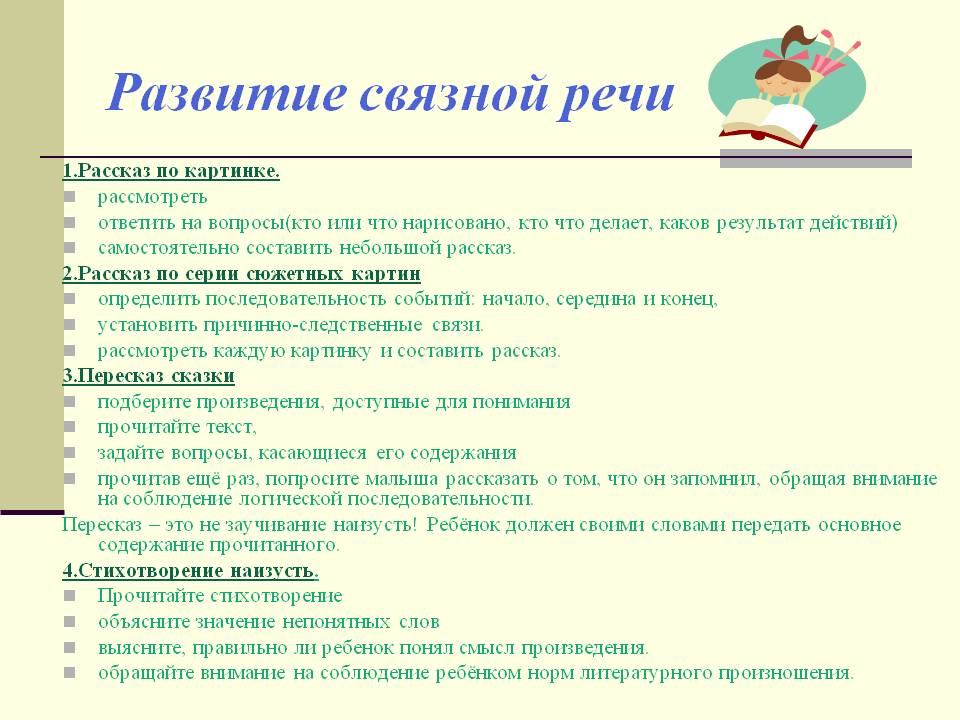 Развитие связной речи
1.Рассказ по картинке.
рассмотреть
ответить на вопросы(кто или что нарисовано, кто что делает, каков результат действий)
самостоятельно составить небольшой рассказ.
2.Рассказ по серии сюжетных картин
определить последовательность событий: начало, середина и конец,
установить причинно-следственные связи.
рассмотреть каждую картинку и составить рассказ.
3.Пересказ сказки
подберите произведения, доступные для понимания
прочитайте текст,
задайте вопросы, касающиеся его содержания
прочитав ещё раз, попросите малыша рассказать о том, что он запомнил, обращая внимание
на соблюдение логической последовательности.
Пересказ – это не заучивание наизусть! Ребёнок должен своими словами передать основное
содержание прочитанного.
4.Стихотворение наизусть.
Прочитайте стихотворение
объясните значение непонятных слов
выясните, правильно ли ребенок понял смысл произведения.
обращайте внимание на соблюдение ребёнком норм литературного произношения.